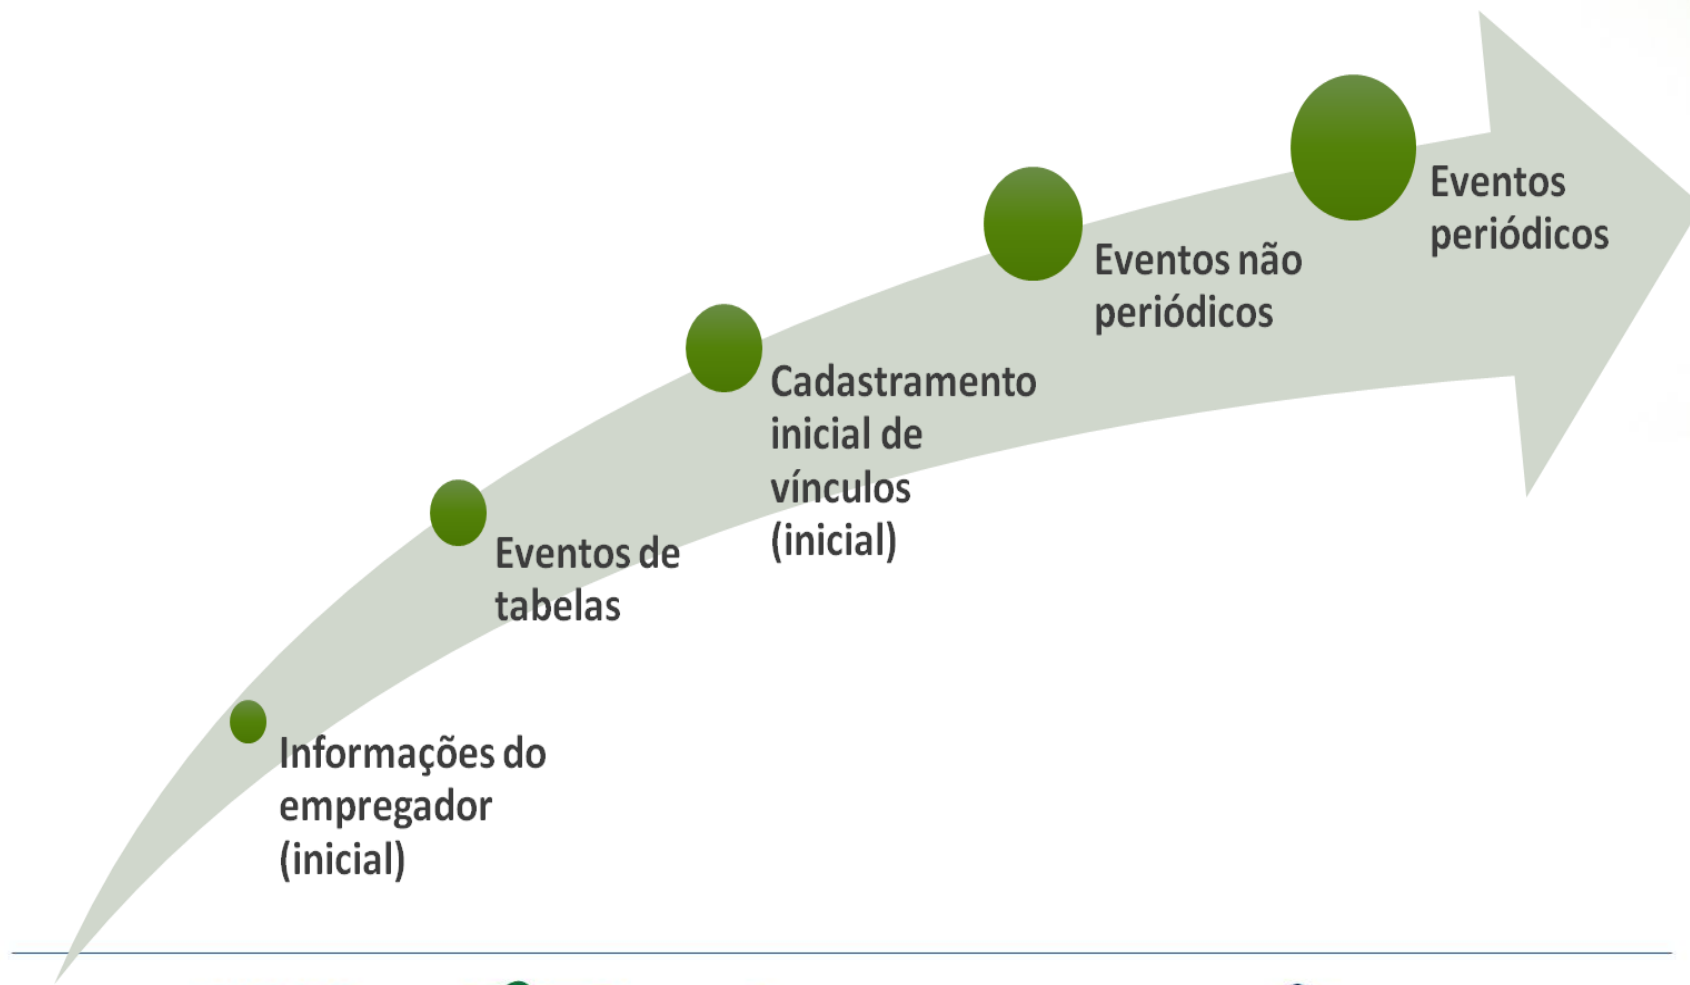 Informações do
empregador
(inicial)
Eventos de
tabelas
Cadastramento
inicial de
vínculos
(inicial)
Eventos não
periódicos
Eventos
periódicos